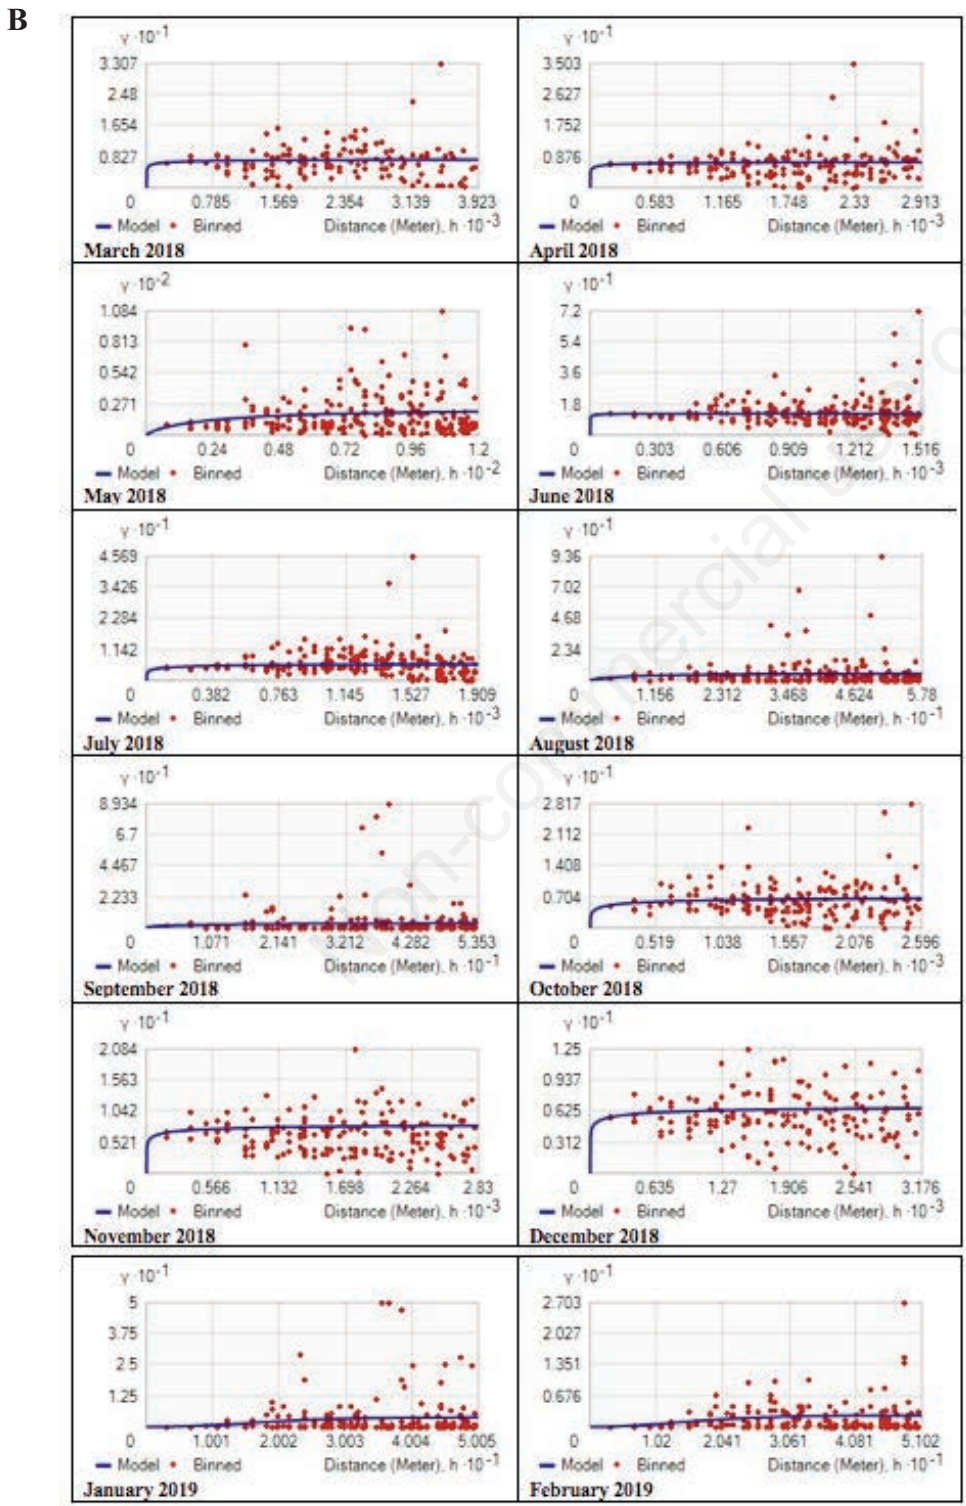 B
γ ·10⁻¹
3.307
2.48
1.654
0.827
0 0.785 1.569 2.354 3.139 3.923
Model Binned Distance (Meter), h ·10⁻³
March 2018
γ ·10⁻¹
3.503
2.627
1.752
0.876
0 0.583 1.165 1.748 2.33 2.913
Model Binned Distance (Meter), h ·10⁻³
April 2018
γ ·10⁻²
1.084
0.813
0.542
0.271
0 0.24 0.48 0.72 0.96 1.2
Model Binned Distance (Meter), h ·10⁻²
May 2018
γ ·10⁻¹
7.2
5.4
3.6
1.8
0 0.303 0.606 0.909 1.212 1.516
Model Binned Distance (Meter), h ·10⁻³
June 2018
γ ·10⁻¹
4.569
3.426
2.284
1.142
0 0.382 0.763 1.145 1.527 1.909
Model Binned Distance (Meter), h ·10⁻³
July 2018
γ ·10⁻¹
9.36
7.02
4.68
2.34
0 1.156 2.312 3.468 4.624 5.78
Model Binned Distance (Meter), h ·10⁻¹
August 2018
γ ·10⁻¹
8.934
6.7
4.467
2.233
0 1.071 2.141 3.212 4.282 5.353
Model Binned Distance (Meter), h ·10⁻¹
September 2018
γ ·10⁻¹
2.817
2.112
1.408
0.704
0 0.519 1.038 1.557 2.076 2.596
Model Binned Distance (Meter), h ·10⁻³
October 2018
γ ·10⁻¹
2.084
1.563
1.042
0.521
0 0.566 1.132 1.698 2.264 2.83
Model Binned Distance (Meter), h ·10⁻³
November 2018
γ ·10⁻¹
1.25
0.937
0.625
0.312
0 0.635 1.27 1.906 2.541 3.176
Model Binned Distance (Meter), h ·10⁻³
December 2018
γ ·10⁻¹
5
3.75
2.5
1.25
0 1.001 2.002 3.003 4.004 5.005
Model Binned Distance (Meter), h ·10⁻¹
January 2019
γ ·10⁻¹
2.703
2.027
1.351
0.676
0 1.02 2.041 3.061 4.081 5.102
Model Binned Distance (Meter), h ·10⁻¹
February 2019
Non-commercial